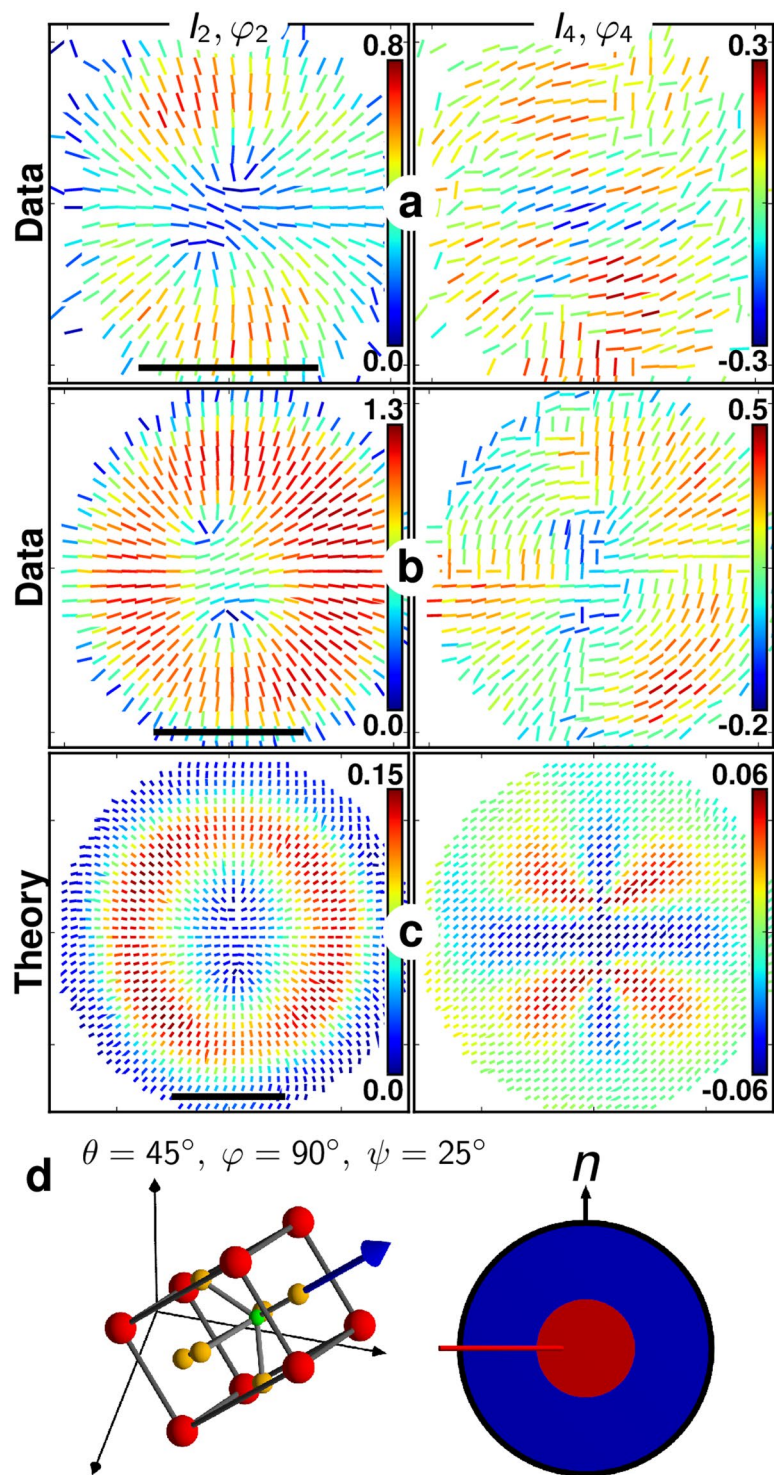 I₂, φ₂
I₄, φ₄
Data
0.8
0.0
a
0.3
-0.3
Data
1.3
0.0
b
0.5
-0.2
Theory
0.15
0.0
c
0.06
-0.06
d
θ = 45°, φ = 90°, ψ = 25°
n